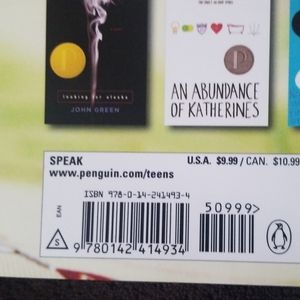 looking for alaska
JOHN GREEN
AN ABUNDANCE
OF KATHERINES
SPEAK
U.S.A. $9.99 / CAN. $10.99
www.penguin.com/teens
ISBN 978-0-14-241493-4
50999>
EAN
S
9 780142 414934